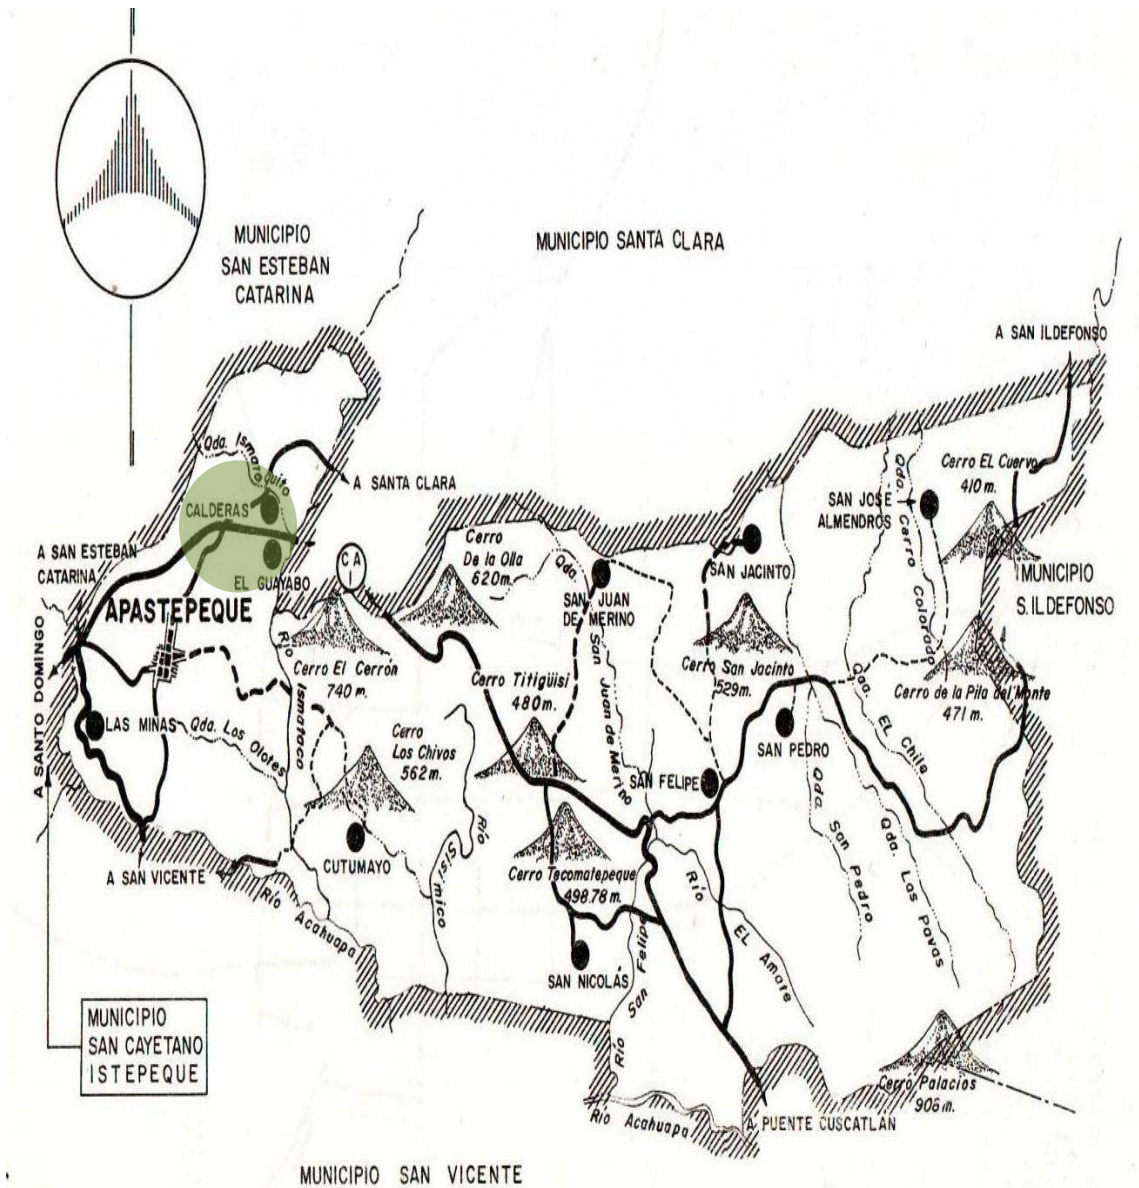 MUNICIPIO
SAN ESTEBAN
CATARINA
MUNICIPIO SANTA CLARA
A SAN ILDEFONSO
Qda. Ismataquito
A SANTA CLARA
CALDERAS
EL GUAYABO
A SAN ESTEBAN
CATARINA
APASTEPEQUE
A SANTO DOMINGO
CA
1
Cerro
De la Olla
620m.
Qda. San Juan de Merino
SAN JUAN
DE MERINO
SAN JACINTO
SAN JOSÉ
ALMENDROS
Cerro EL Cuervo
410 m.
Qda. Cerro Colorado
MUNICIPIO
S. ILDEFONSO
Río Ismataco
Cerro El Cerrón
740 m.
Cerro Titigüisi
480 m.
Cerro San Jacinto
529m.
Cerro de la Pila del Monte
471 m.
Qda. EL Chile
LAS MINAS
Qda. Los Olotes
Cerro
Los Chivos
562 m.
SAN PEDRO
SAN FELIPE
Río Sisimico
CUTUMAYO
A SAN VICENTE
Río Acahuapa
Cerro Tecomatepeque
498.78 m.
Río EL Amate
Qda. San Pedro
Qda. Las Pavas
SAN NICOLÁS
Río San Felipe
MUNICIPIO
SAN CAYETANO
ISTEPEQUE
Cerro Palacios
906 m.
Río Acahuapa
A PUENTE CUSCATLÁN
MUNICIPIO SAN VICENTE